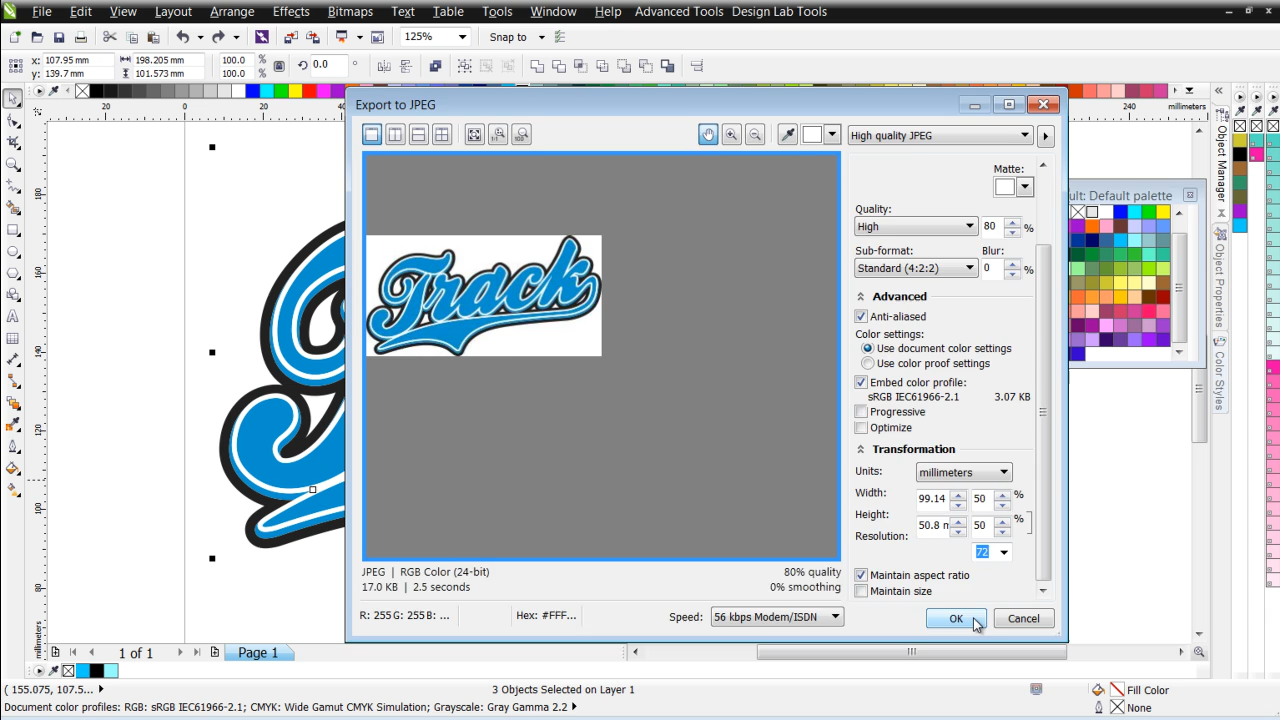 File Edit View Layout Arrange Effects Bitmaps Text Table Tools Window Help Advanced Tools Design Lab Tools
125% Snap to
x: 107.95 mm 198.205 mm 100.0 %
y: 139.7 mm 101.573 mm 100.0 % 0.0 °
20 0 20 240 millimeters
Export to JPEG
High quality JPEG
Matte:
Quality:
High 80 %
Sub-format: Blur:
Standard (4:2:2) 0 %
Advanced
Anti-aliased
Color settings:
Use document color settings
Use color proof settings
Embed color profile:
sRGB IEC61966-2.1 3.07 KB
Progressive
Optimize
Transformation
Units: millimeters
Width: 99.14 50 %
Height: 50.8 m 50 %
Resolution: 72
Maintain aspect ratio
Maintain size
Track
JPEG | RGB Color (24-bit) 80% quality
17.0 KB | 2.5 seconds 0% smoothing
R: 255 G: 255 B: ... Hex: #FFF... Speed: 56 kbps Modem/ISDN OK Cancel
ult: Default palette
Object Manager
Object Properties
Color Styles
180
160
140
120
100
80
millimeters
1 of 1 Page 1
( 155.075, 107.5... 3 Objects Selected on Layer 1 Fill Color
Document color profiles: RGB: sRGB IEC61966-2.1; CMYK: Wide Gamut CMYK Simulation; Grayscale: Gray Gamma 2.2 None